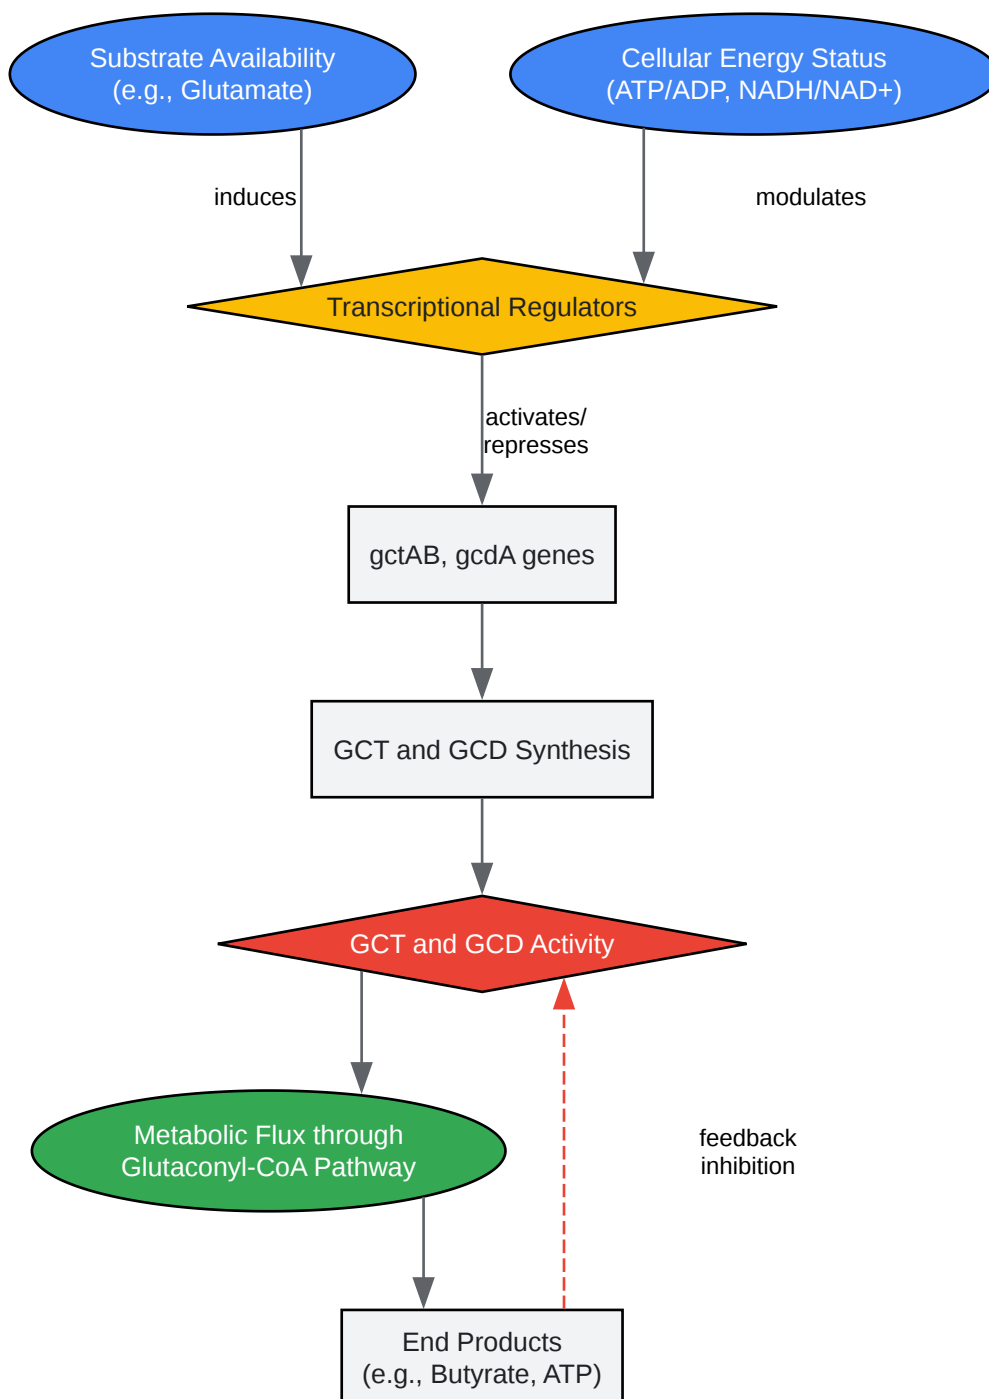 Substrate Availability
(e.g., Glutamate)
Cellular Energy Status
(ATP/ADP, NADH/NAD+)
induces
modulates
Transcriptional Regulators
activates/
represses
gctAB, gcdA genes
GCT and GCD Synthesis
GCT and GCD Activity
Metabolic Flux through
Glutaconyl-CoA Pathway
feedback
inhibition
End Products
(e.g., Butyrate, ATP)